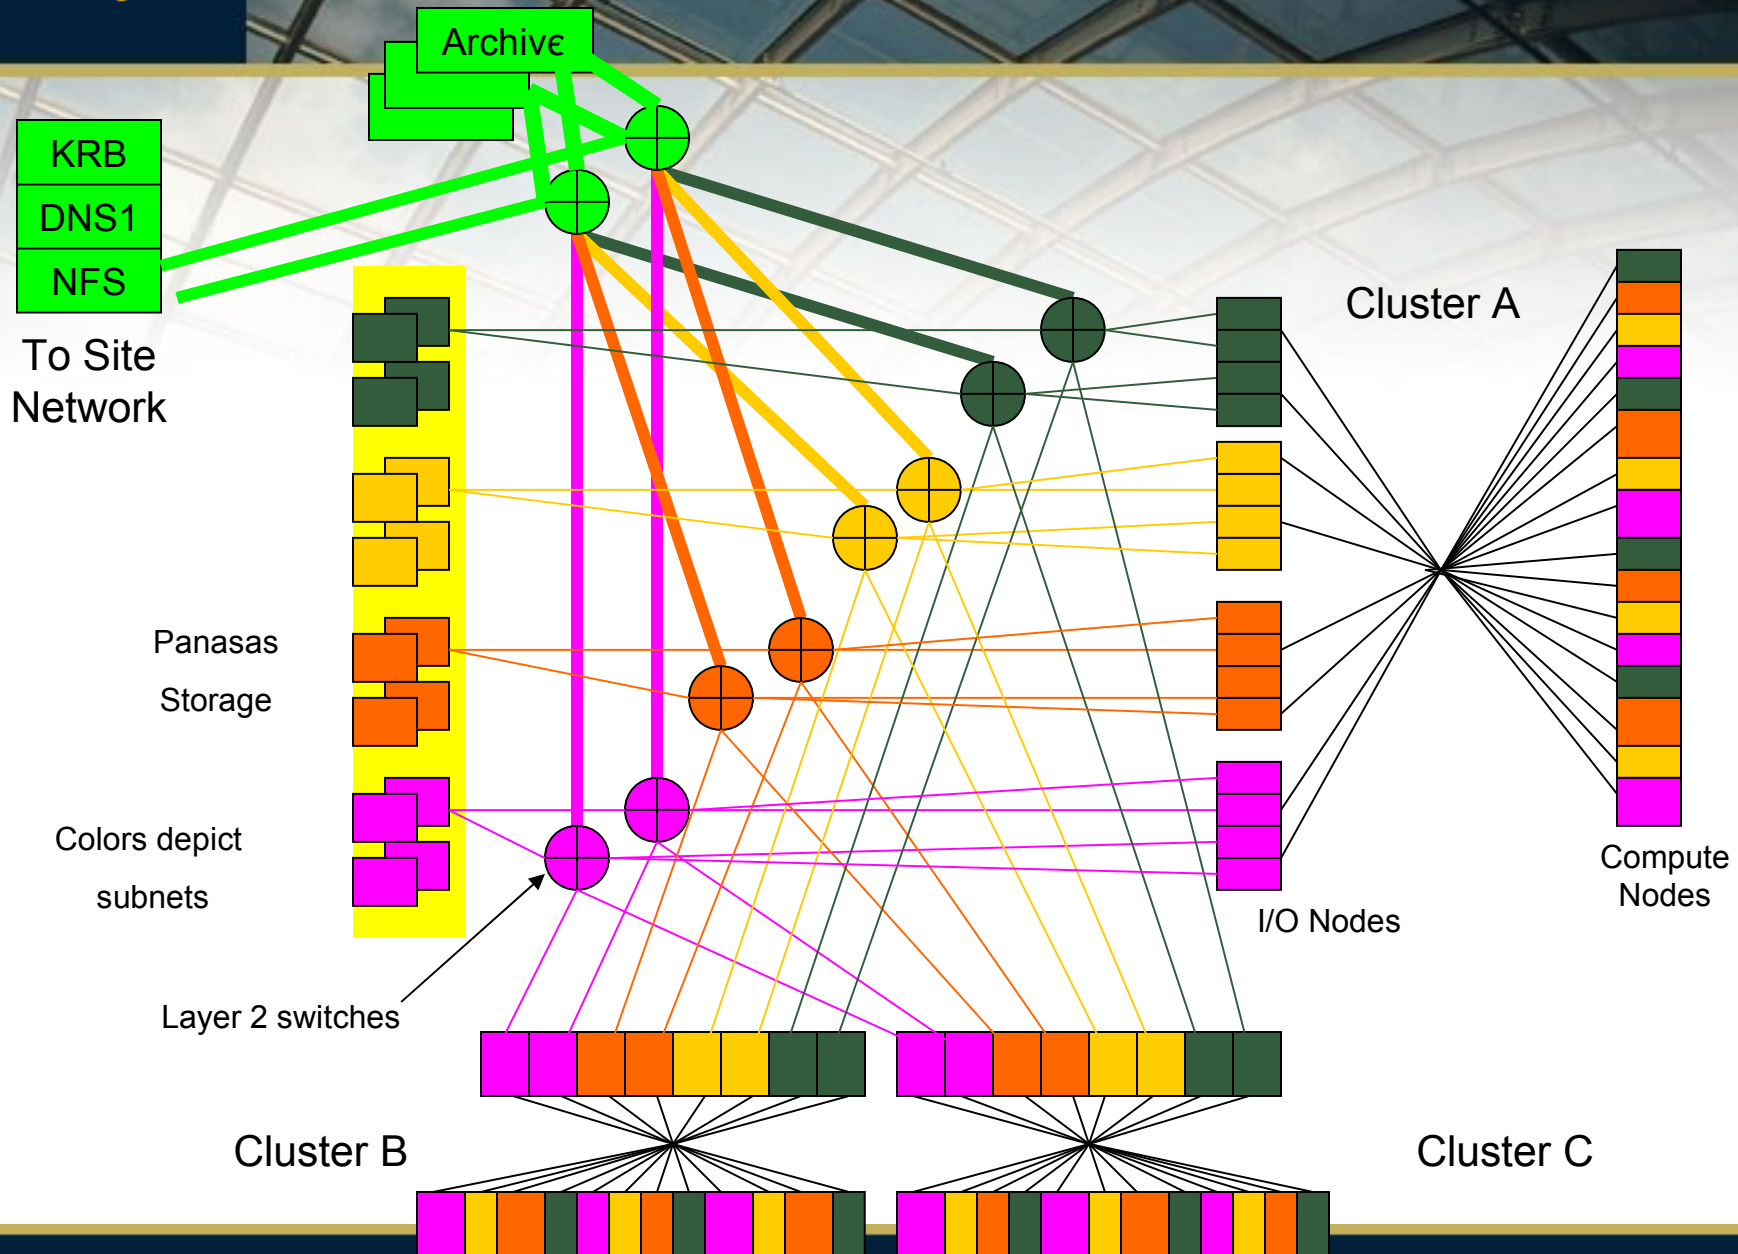 Archive
KRB
DNS1
NFS
To Site
Network
Cluster A
Panasas
Storage
Colors depict
subnets
Compute
Nodes
I/O Nodes
Layer 2 switches
Cluster B
Cluster C